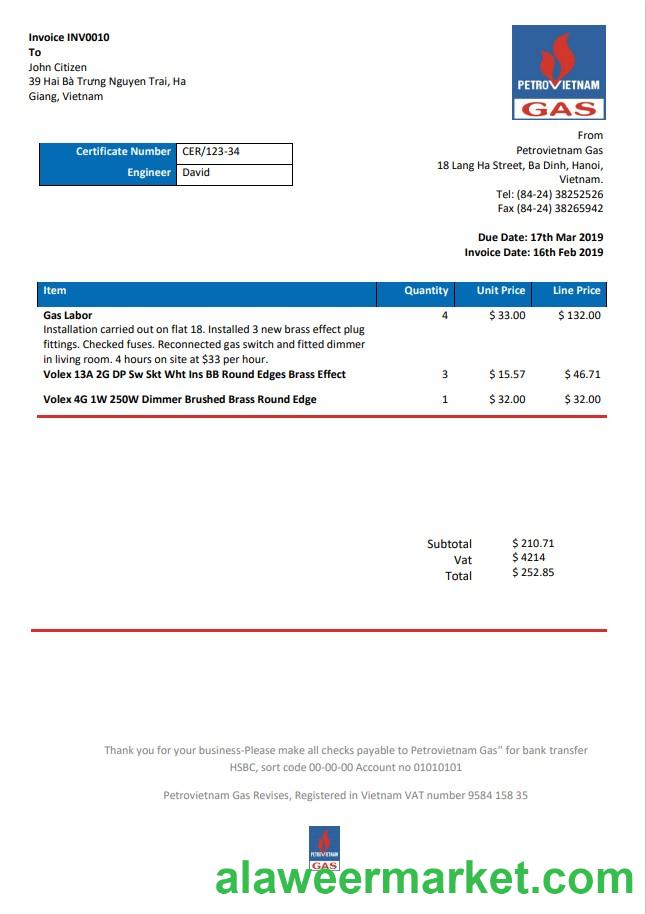 Invoice INV0010
To
John Citizen
39 Hai Bà Trưng Nguyen Trai, Ha
Giang, Vietnam
PETROVIETNAM
GAS
Certificate Number CER/123-34
Engineer David
From
Petrovietnam Gas
18 Lang Ha Street, Ba Dinh, Hanoi,
Vietnam.
Tel: (84-24) 38252526
Fax (84-24) 38265942
Due Date: 17th Mar 2019
Invoice Date: 16th Feb 2019
Item Quantity Unit Price Line Price
Gas Labor 4 $ 33.00 $ 132.00
Installation carried out on flat 18. Installed 3 new brass effect plug
fittings. Checked fuses. Reconnected gas switch and fitted dimmer
in living room. 4 hours on site at $33 per hour.
Volex 13A 2G DP Sw Skt Wht Ins BB Round Edges Brass Effect 3 $ 15.57 $ 46.71
Volex 4G 1W 250W Dimmer Brushed Brass Round Edge 1 $ 32.00 $ 32.00
Subtotal $ 210.71
Vat $ 4214
Total $ 252.85
Thank you for your business-Please make all checks payable to Petrovietnam Gas" for bank transfer
HSBC, sort code 00-00-00 Account no 01010101
Petrovietnam Gas Revises, Registered in Vietnam VAT number 9584 158 35
PETROVIETNAM
GAS
alaweermarket.com